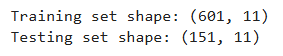 Training set shape: (601, 11)
Testing set shape: (151, 11)